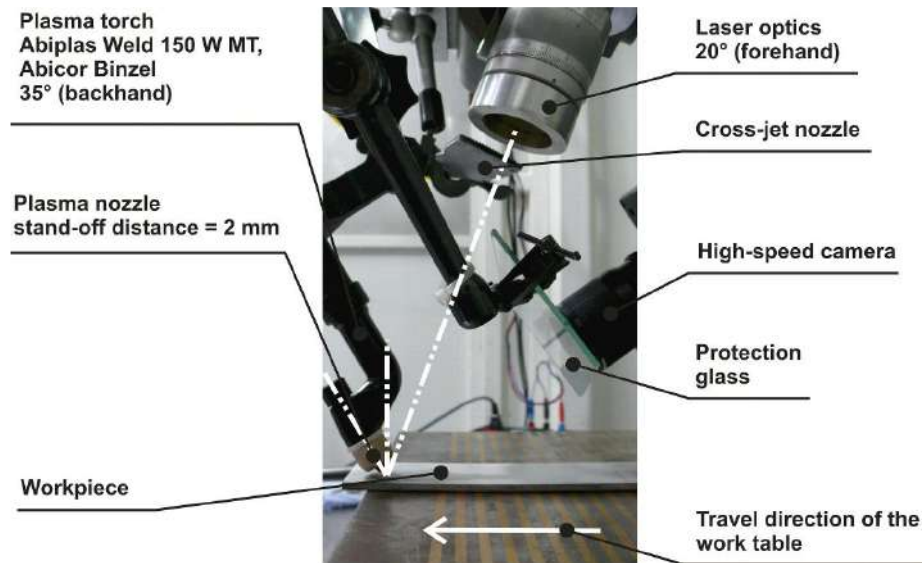 Plasma torch
Abiplas Weld 150 W MT,
Abicor Binzel
35° (backhand)
Plasma nozzle
stand-off distance = 2 mm
Workpiece
Laser optics
20° (forehand)
Cross-jet nozzle
High-speed camera
Protection
glass
Travel direction of the
work table